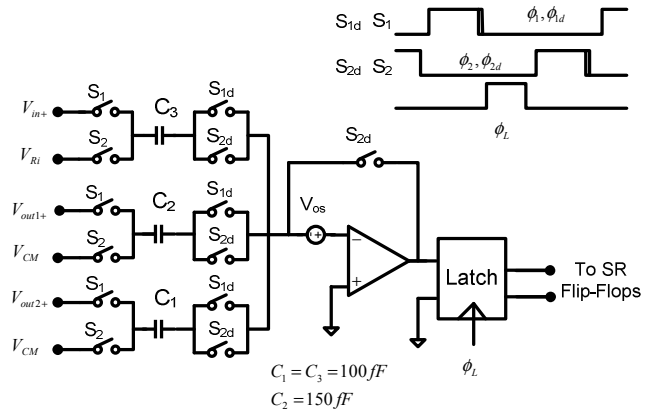 S1d S1
ϕ1, ϕ1d
S2d S2
ϕ2, ϕ2d
ϕL
Vin+
S1
C3
S1d
VRi
S2
S2d
S2d
Vout1+
S1
C2
S1d
Vos
VCM
S2
S2d
Vout2+
S1
C1
S1d
VCM
S2
S2d
− +
−
+
Latch
To SR
Flip-Flops
ϕL
C1 = C3 = 100 fF
C2 = 150 fF